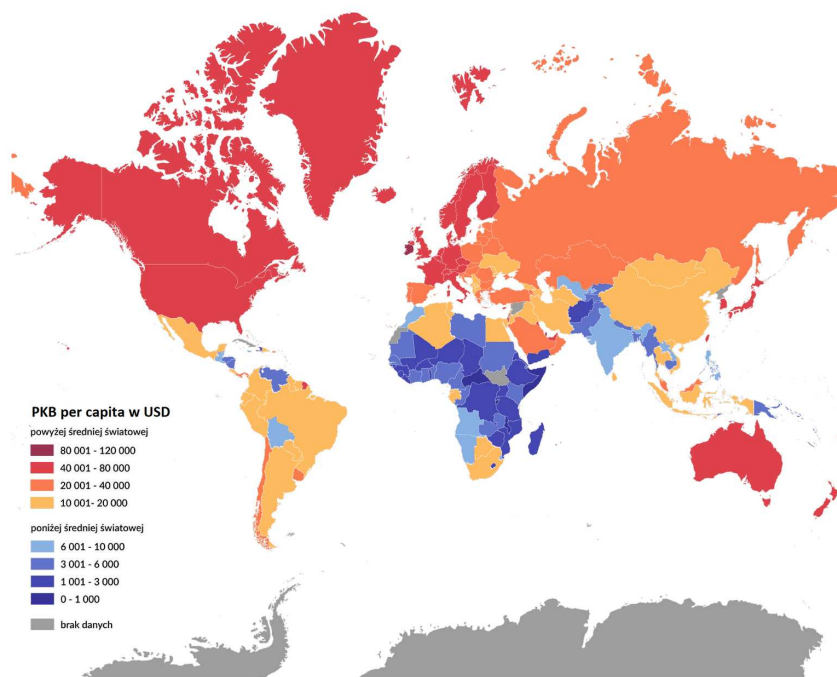 PKB per capita w USD
powyżej średniej światowej
80 001 - 120 000
40 001 - 80 000
20 001 - 40 000
10 001- 20 000
poniżej średniej światowej
6 001 - 10 000
3 001 - 6 000
1 001 - 3 000
0 - 1 000
brak danych